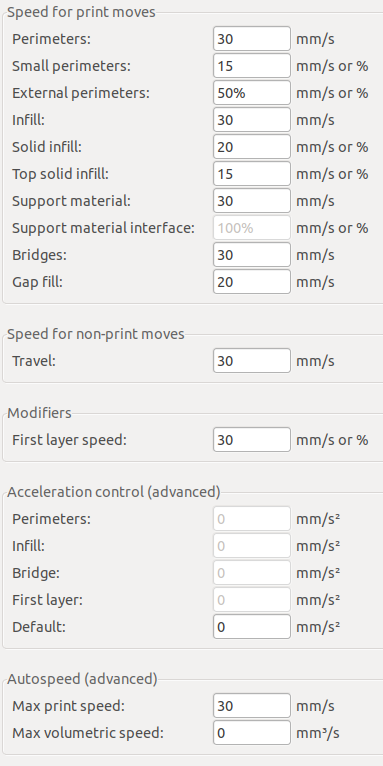 Speed for print moves
Perimeters: 30 mm/s
Small perimeters: 15 mm/s or %
External perimeters: 50% mm/s or %
Infill: 30 mm/s
Solid infill: 20 mm/s or %
Top solid infill: 15 mm/s or %
Support material: 30 mm/s
Support material interface: 100% mm/s or %
Bridges: 30 mm/s
Gap fill: 20 mm/s
Speed for non-print moves
Travel: 30 mm/s
Modifiers
First layer speed: 30 mm/s or %
Acceleration control (advanced)
Perimeters: 0 mm/s²
Infill: 0 mm/s²
Bridge: 0 mm/s²
First layer: 0 mm/s²
Default: 0 mm/s²
Autospeed (advanced)
Max print speed: 30 mm/s
Max volumetric speed: 0 mm³/s